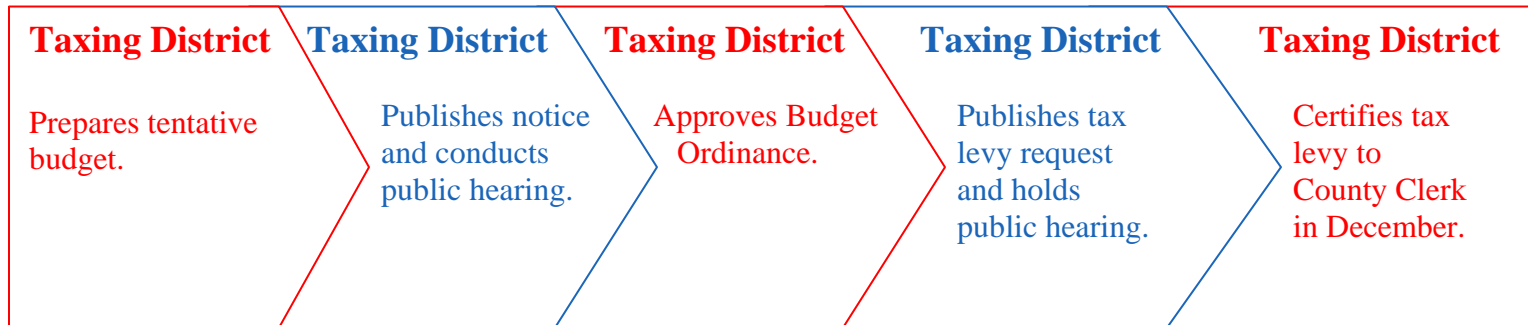 Taxing District
Prepares tentative
budget.
Taxing District
Publishes notice
and conducts
public hearing.
Taxing District
Approves Budget
Ordinance.
Taxing District
Publishes tax
levy request
and holds
public hearing.
Taxing District
Certifies tax
levy to
County Clerk
in December.